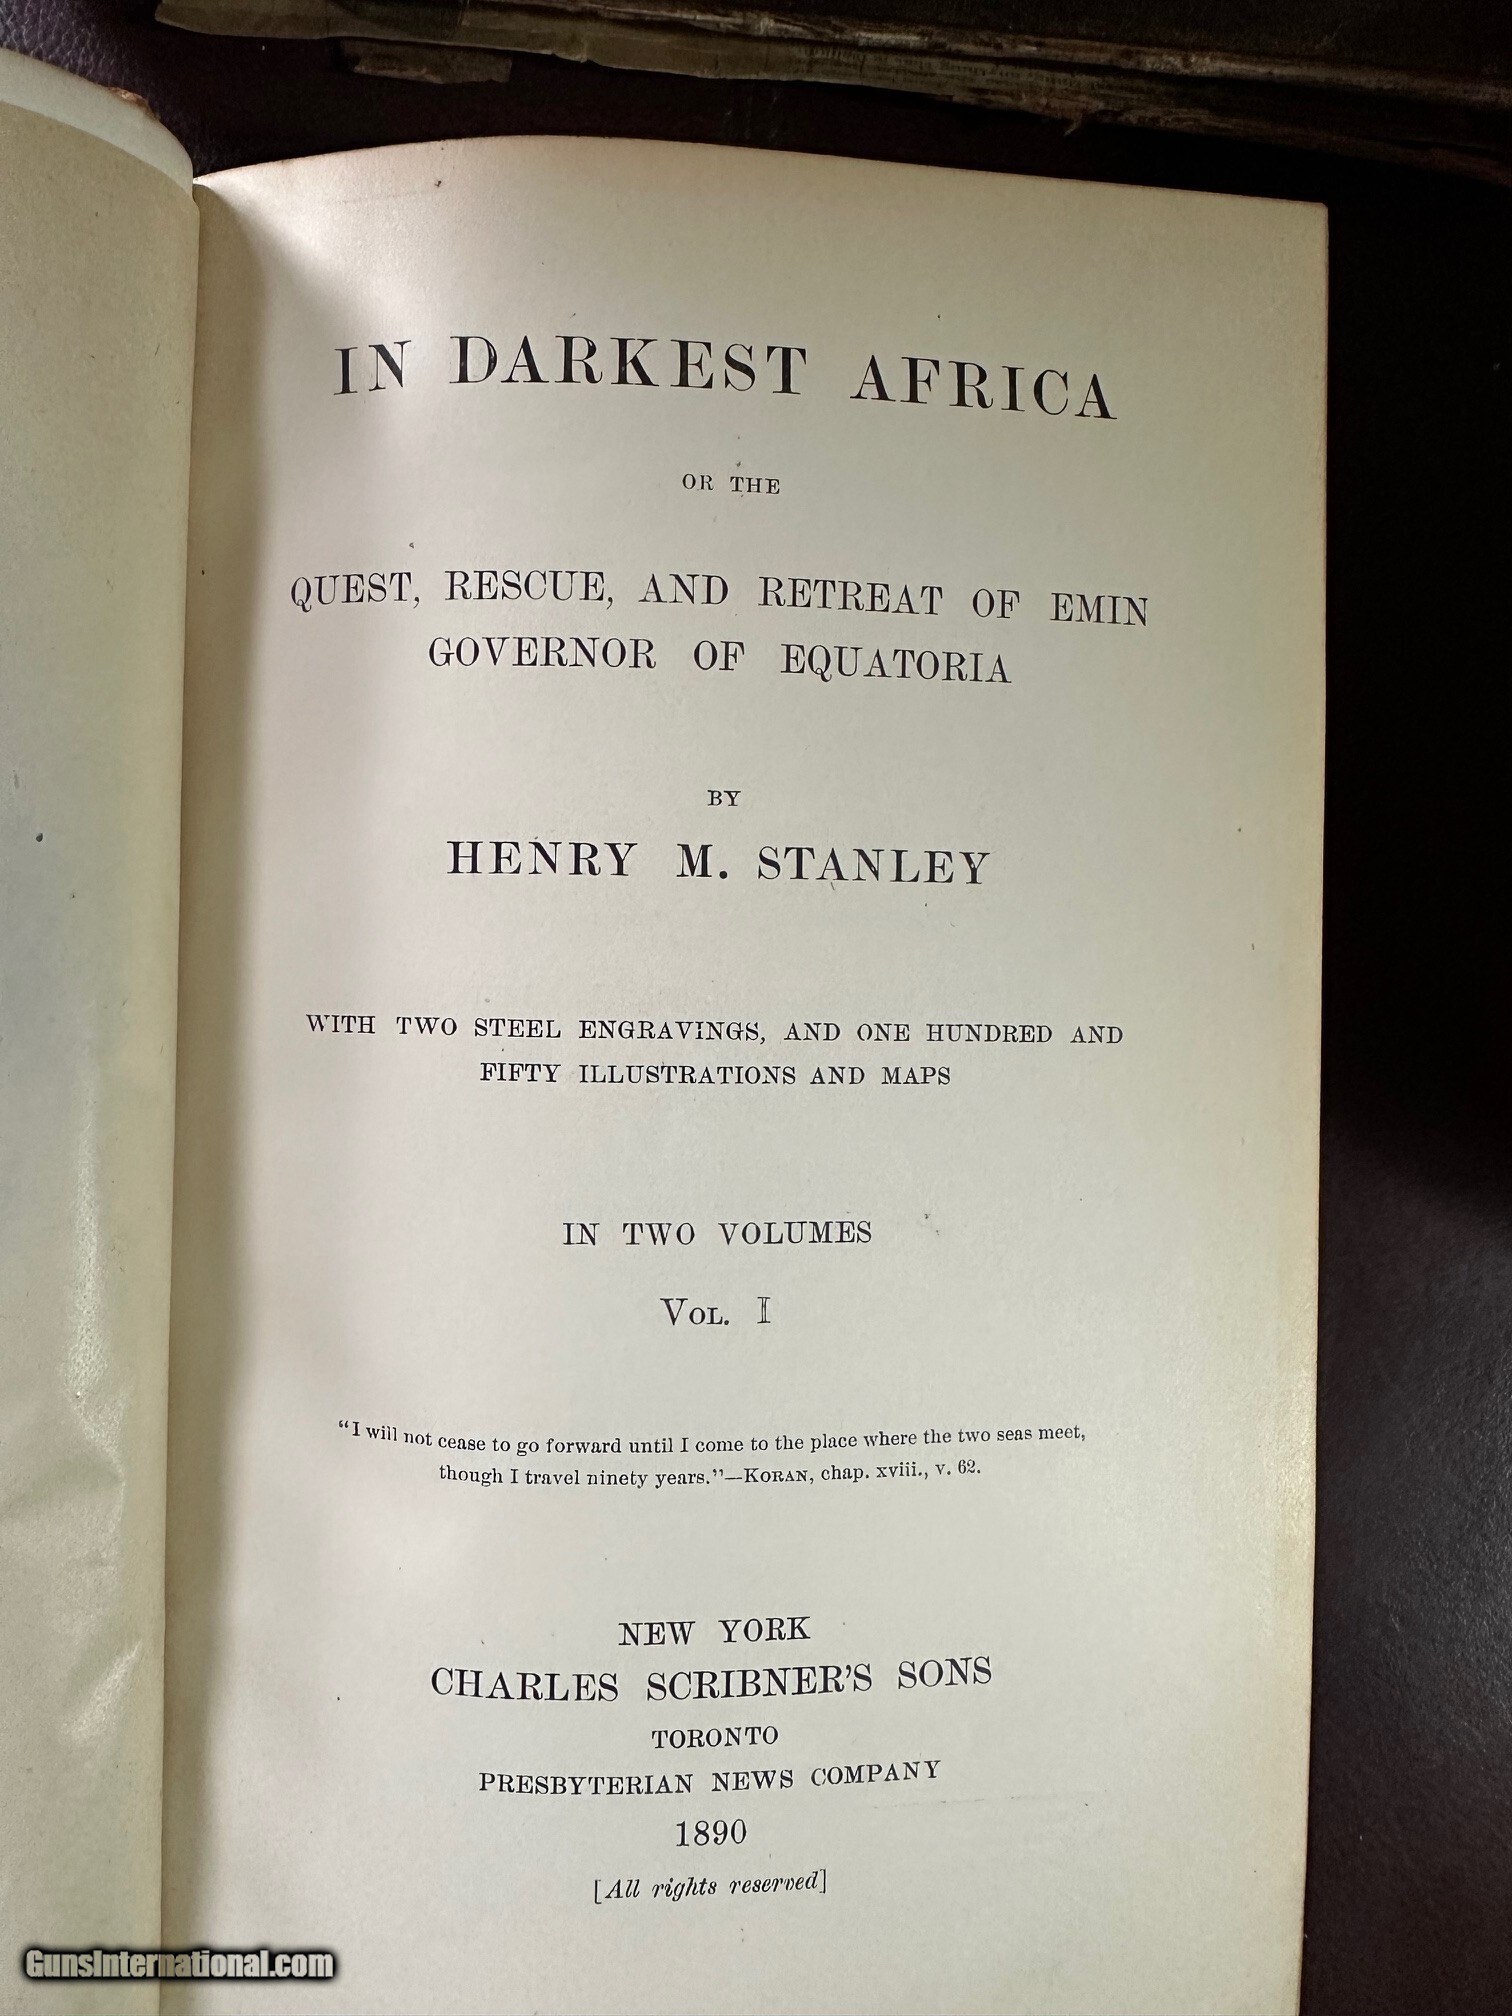 IN DARKEST AFRICA
OR THE
QUEST, RESCUE, AND RETREAT OF EMIN
GOVERNOR OF EQUATORIA
BY
HENRY M. STANLEY
WITH TWO STEEL ENGRAVINGS, AND ONE HUNDRED AND
FIFTY ILLUSTRATIONS AND MAPS
IN TWO VOLUMES
VOL. I
“I will not cease to go forward until I come to the place where the two seas meet,
though I travel ninety years.”—KORAN, chap. xviii., v. 62.
NEW YORK
CHARLES SCRIBNER'S SONS
TORONTO
PRESBYTERIAN NEWS COMPANY
1890
[All rights reserved]
GunsInternational.com